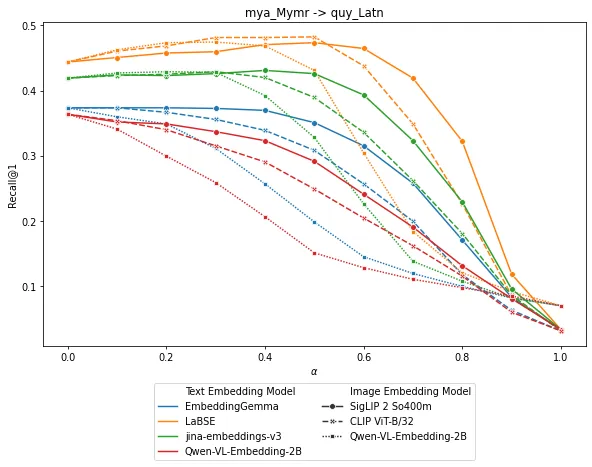 mya_Mymr -> quy_Latn
0.5
0.4
0.3
0.2
0.1
Recall@1
0.0 0.2 0.4 0.6 0.8 1.0
α
Text Embedding Model
EmbeddingGemma
LaBSE
jina-embeddings-v3
Qwen-VL-Embedding-2B
Image Embedding Model
SigLIP 2 So400m
CLIP ViT-B/32
Qwen-VL-Embedding-2B